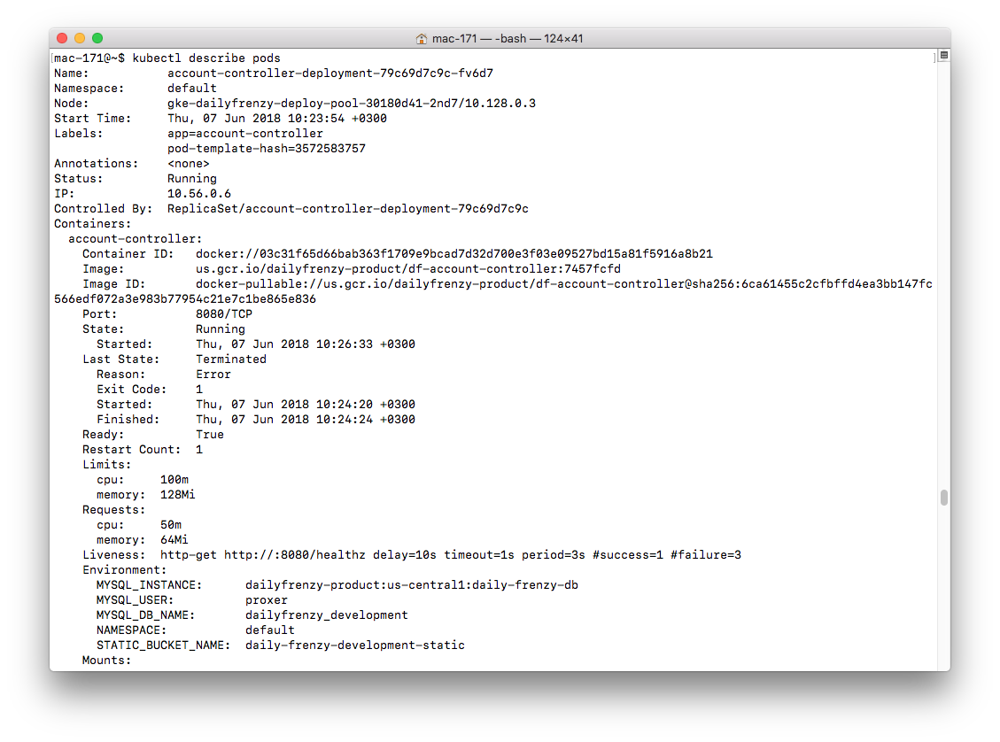 mac-171 — -bash — 124×41
[mac-171@~$ kubectl describe pods ]
Name:           account-controller-deployment-79c69d7c9c-fv6d7
Namespace:      default
Node:           gke-dailyfrenzy-deploy-pool-30180d41-2nd7/10.128.0.3
Start Time:     Thu, 07 Jun 2018 10:23:54 +0300
Labels:         app=account-controller
                pod-template-hash=3572583757
Annotations:    <none>
Status:         Running
IP:             10.56.0.6
Controlled By:  ReplicaSet/account-controller-deployment-79c69d7c9c
Containers:
  account-controller:
    Container ID:   docker://03c31f65d66bab363f1709e9bcad7d32d700e3f03e09527bd15a81f5916a8b21
    Image:          us.gcr.io/dailyfrenzy-product/df-account-controller:7457fcfd
    Image ID:       docker-pullable://us.gcr.io/dailyfrenzy-product/df-account-controller@sha256:6ca61455c2cfbffd4ea3bb147fc
566edf072a3e983b77954c21e7c1be865e836
    Port:           8080/TCP
    State:          Running
      Started:      Thu, 07 Jun 2018 10:26:33 +0300
    Last State:     Terminated
      Reason:       Error
      Exit Code:    1
      Started:      Thu, 07 Jun 2018 10:24:20 +0300
      Finished:     Thu, 07 Jun 2018 10:24:24 +0300
    Ready:          True
    Restart Count:  1
    Limits:
      cpu:     100m
      memory:  128Mi
    Requests:
      cpu:     50m
      memory:  64Mi
    Liveness:  http-get http://:8080/healthz delay=10s timeout=1s period=3s #success=1 #failure=3
    Environment:
      MYSQL_INSTANCE:      dailyfrenzy-product:us-central1:daily-frenzy-db
      MYSQL_USER:          proxer
      MYSQL_DB_NAME:       dailyfrenzy_development
      NAMESPACE:           default
      STATIC_BUCKET_NAME:  daily-frenzy-development-static
    Mounts: